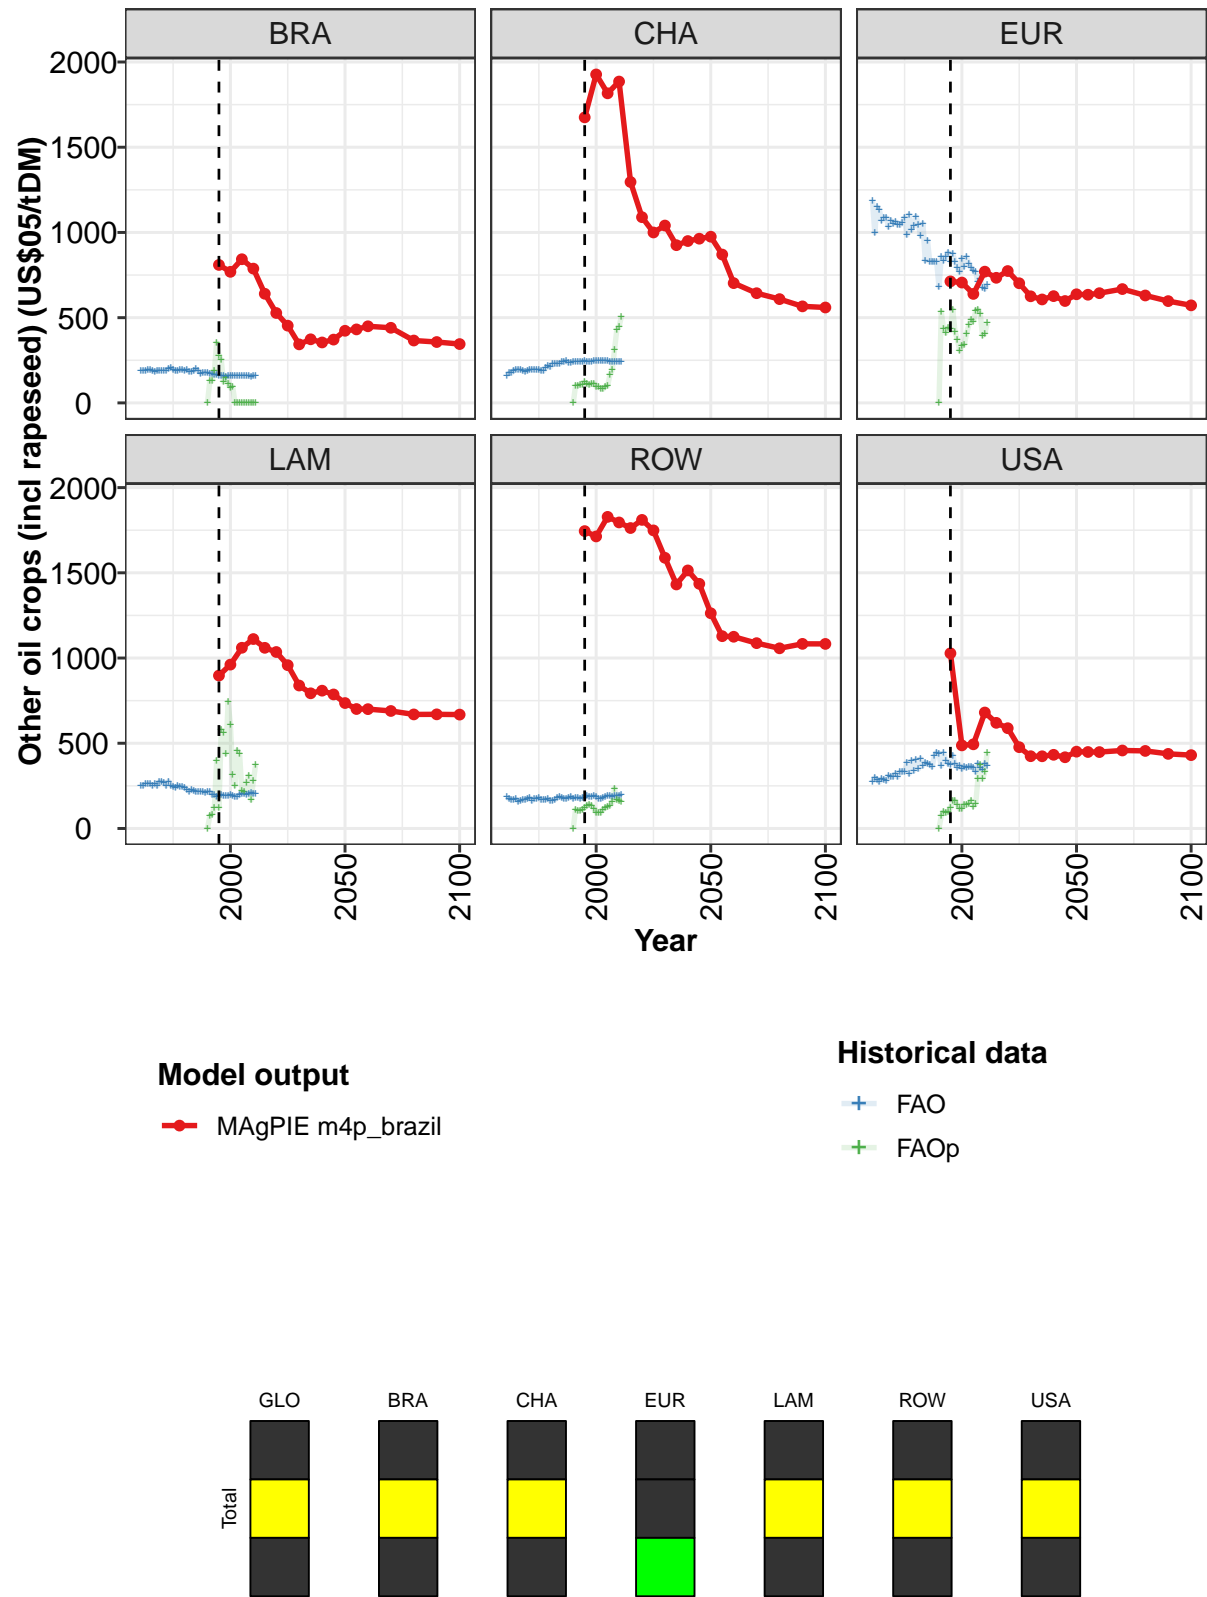 BRA CHA EUR
2000
1500
1000
500
0
LAM ROW USA
2000
1500
1000
500
0
Other oil crops (incl rapeseed) (US$05/tDM)
2000 2050 2100 2000 2050 2100 2000 2050 2100
Year
Model output
MAgPIE m4p_brazil
Historical data
FAO
FAOp
GLO BRA CHA EUR LAM ROW USA
Total